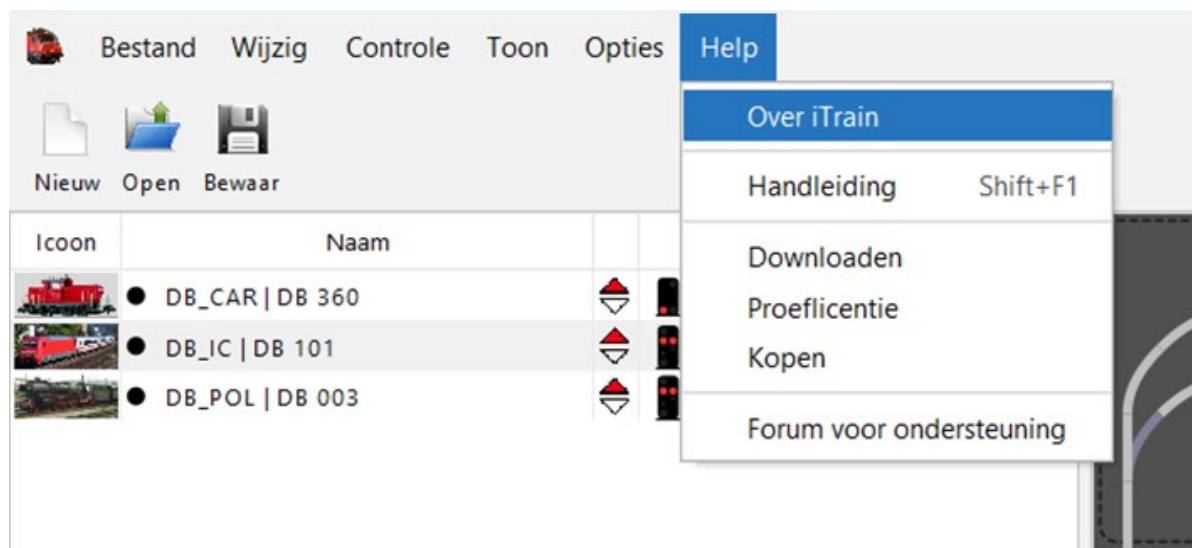 Bestand Wijzig Controle Toon Opties Help
Over iTrain
Nieuw Open Bewaar
Handleiding Shift+F1
Icoon Naam
Downloaden
DB_CAR | DB 360
Proeflicentie
DB_IC | DB 101
Kopen
DB_POL | DB 003
Forum voor ondersteuning